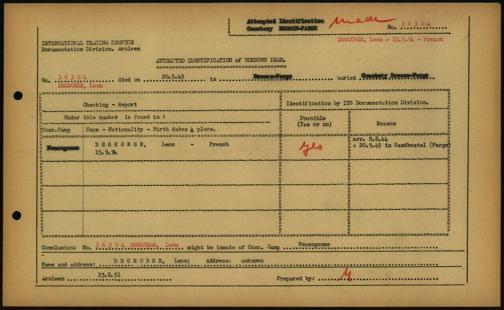 Attempted Identification made No. 36304
Cemetery BREMEN-FARGE
DEGEORGE, Leon - 15.9.94 - French
INTERNATIONAL TRACING SERVICE
Documentation Division, Arolsen
ATTEMPTED IDENTIFICATION of UNKNOWN DEAD.
No. 36304 died on 20.5.45 in Bremen-Farge buried Cemetery Bremen-Farge
DEGEORGE, Leon
Checking - Report
Identification by ITS Documentation Division.
Under this number is found in:
Possible
(Yes or no)
Reason
Conc.Camp
Name - Nationality - Birth dates & place.
Neuengamme
DEGEORGE, Leon - French
15.9.94
yes
arr. 8.8.44
+ 20.5.45 in Sandbostel (Farge)
Conclusion: No. 36304 DEGEORGE, Leon might be inmate of Conc. Camp Neuengamme
Name and address: DEGEORGE, Leon; Address: unknown
Arolsen 23.8.51 Prepared by: